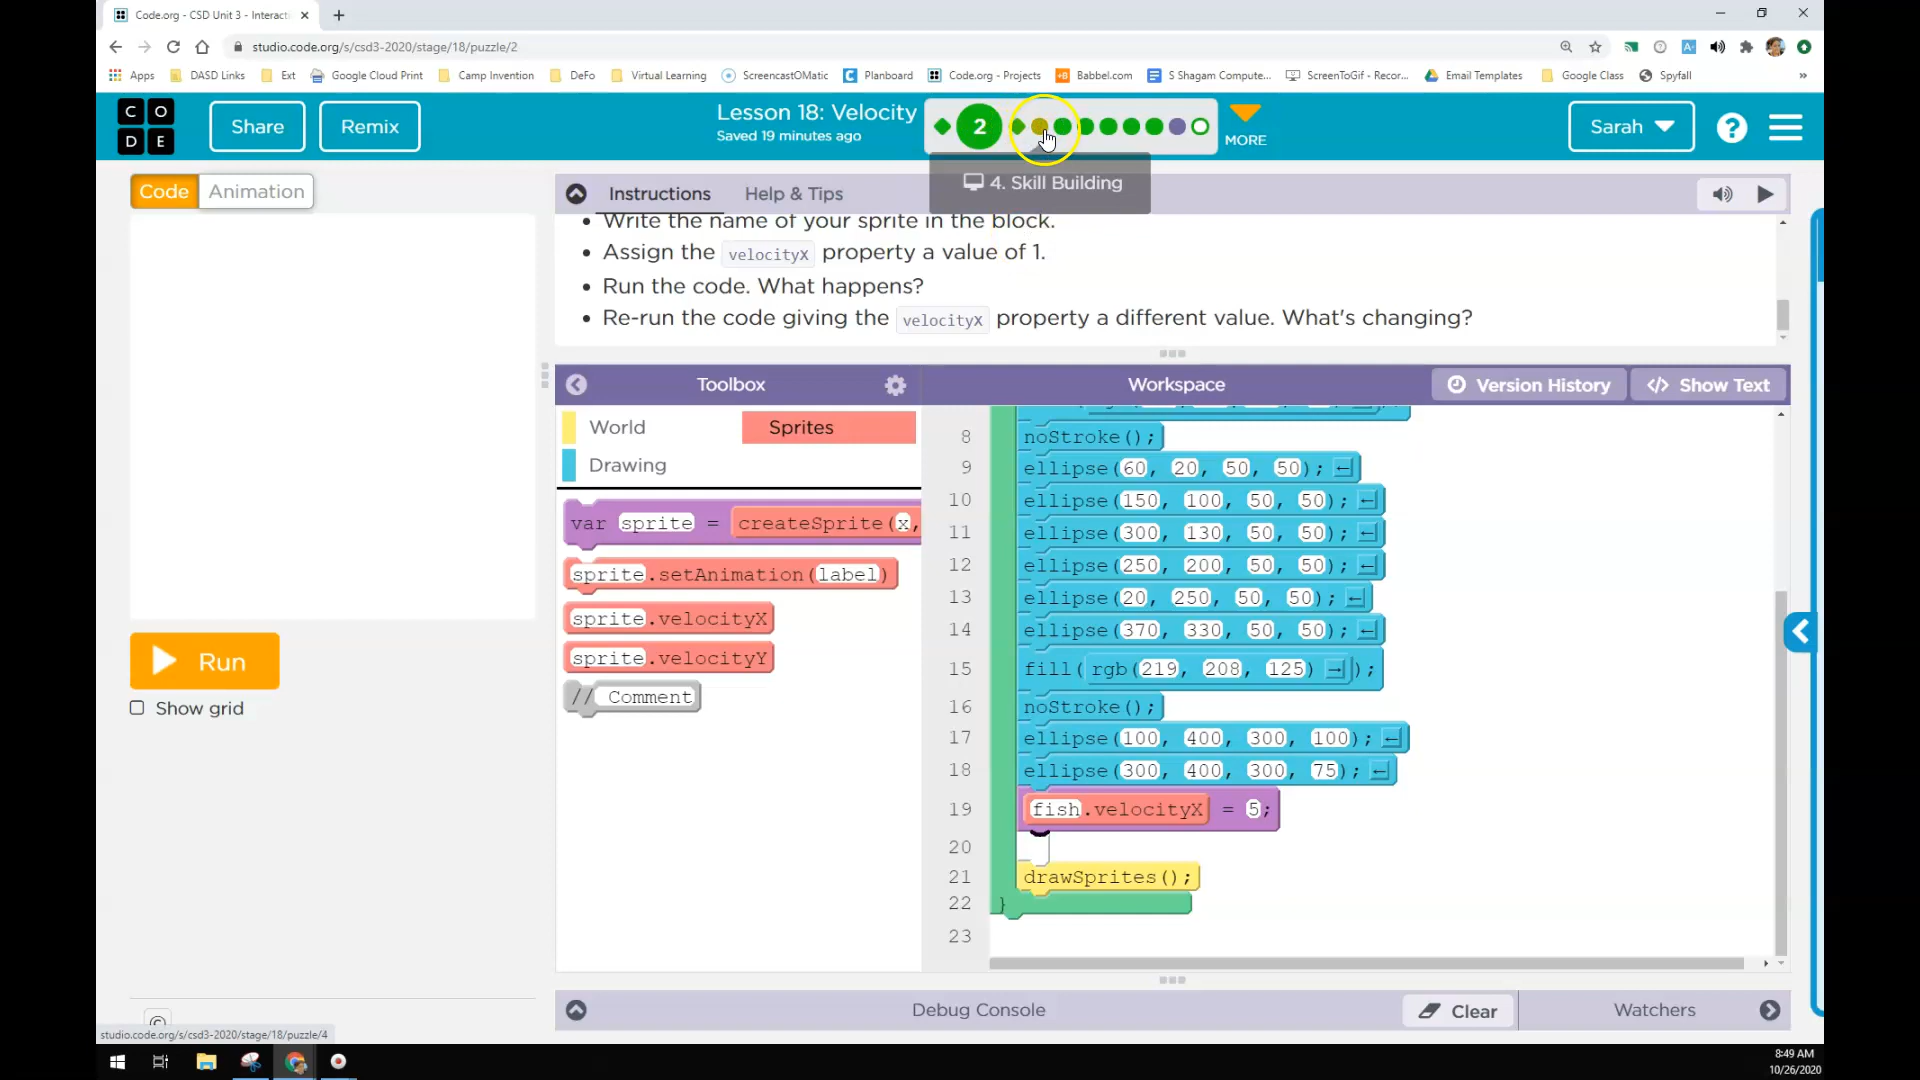 Code.org - CSD Unit 3 - Interacti
studio.code.org/s/csd3-2020/stage/18/puzzle/2
Apps
DASD Links
Ext
Google Cloud Print
Camp Invention
DeFo
Virtual Learning
ScreencastOMatic
Planboard
Code.org - Projects
Babbel.com
S Shagam Compute...
ScreenToGif - Recor...
Email Templates
Google Class
Spyfall
»
C O
D E
Share
Remix
Lesson 18: Velocity
Saved 19 minutes ago
2
MORE
Sarah
?
4. Skill Building
Code
Animation
Instructions
Help & Tips
• Write the name of your sprite in the block.
• Assign the velocityX property a value of 1.
• Run the code. What happens?
• Re-run the code giving the velocityX property a different value. What's changing?
Toolbox
Workspace
Version History
</> Show Text
World
Sprites
Drawing
var sprite = createSprite(x,
sprite.setAnimation(label)
sprite.velocityX
sprite.velocityY
// Comment
8 noStroke();
9 ellipse(60, 20, 50, 50);
10 ellipse(150, 100, 50, 50);
11 ellipse(300, 130, 50, 50);
12 ellipse(250, 200, 50, 50);
13 ellipse(20, 250, 50, 50);
14 ellipse(370, 330, 50, 50);
15 fill(rgb(219, 208, 125));
16 noStroke();
17 ellipse(100, 400, 300, 100);
18 ellipse(300, 400, 300, 75);
19 fish.velocityX = 5;
20
21 drawSprites();
22 }
23
Run
Show grid
©
Debug Console
Clear
Watchers
studio.code.org/s/csd3-2020/stage/18/puzzle/4
8:49 AM
10/26/2020